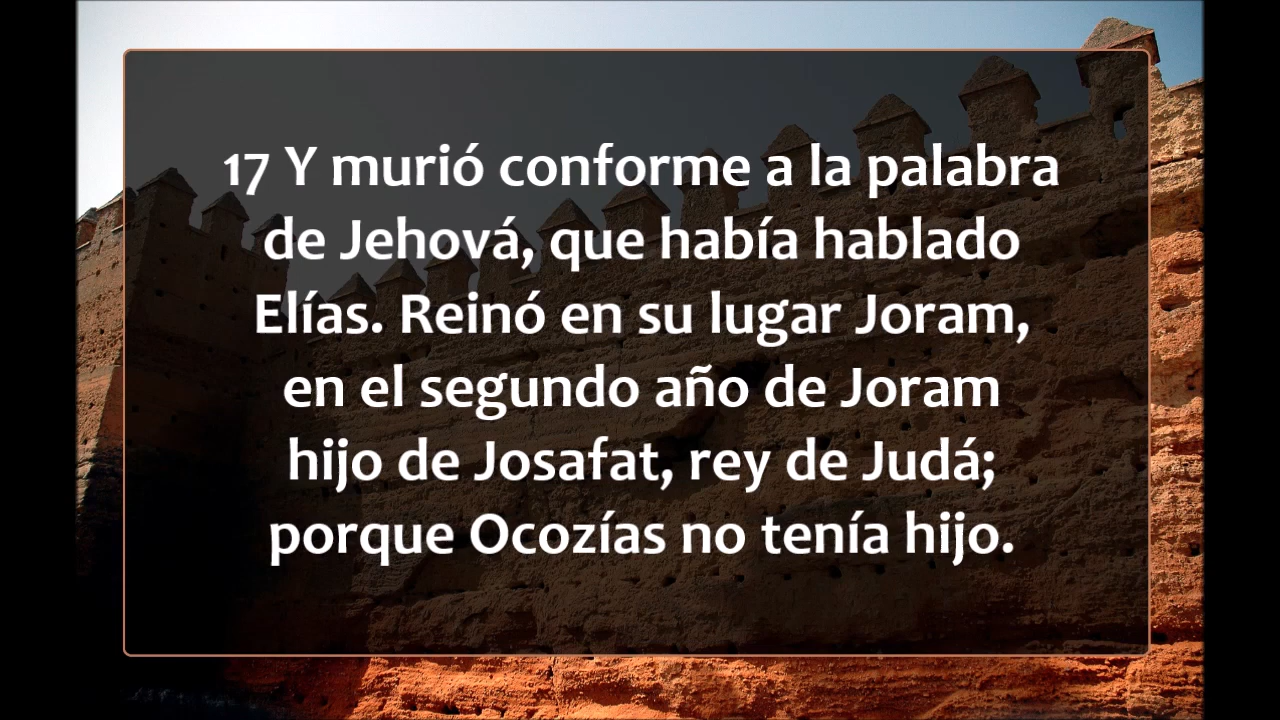 17 Y murió conforme a la palabra
de Jehová, que había hablado
Elías. Reinó en su lugar Joram,
en el segundo año de Joram
hijo de Josafat, rey de Judá;
porque Ocozías no tenía hijo.